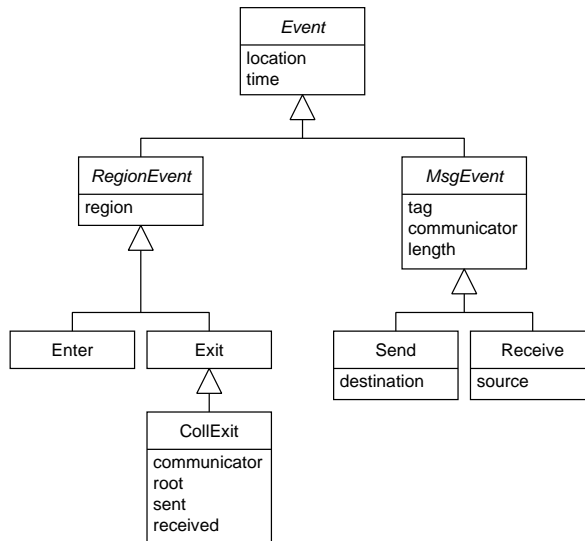 Event
location
time
RegionEvent
region
MsgEvent
tag
communicator
length
Enter
Exit
Send
destination
Receive
source
CollExit
communicator
root
sent
received